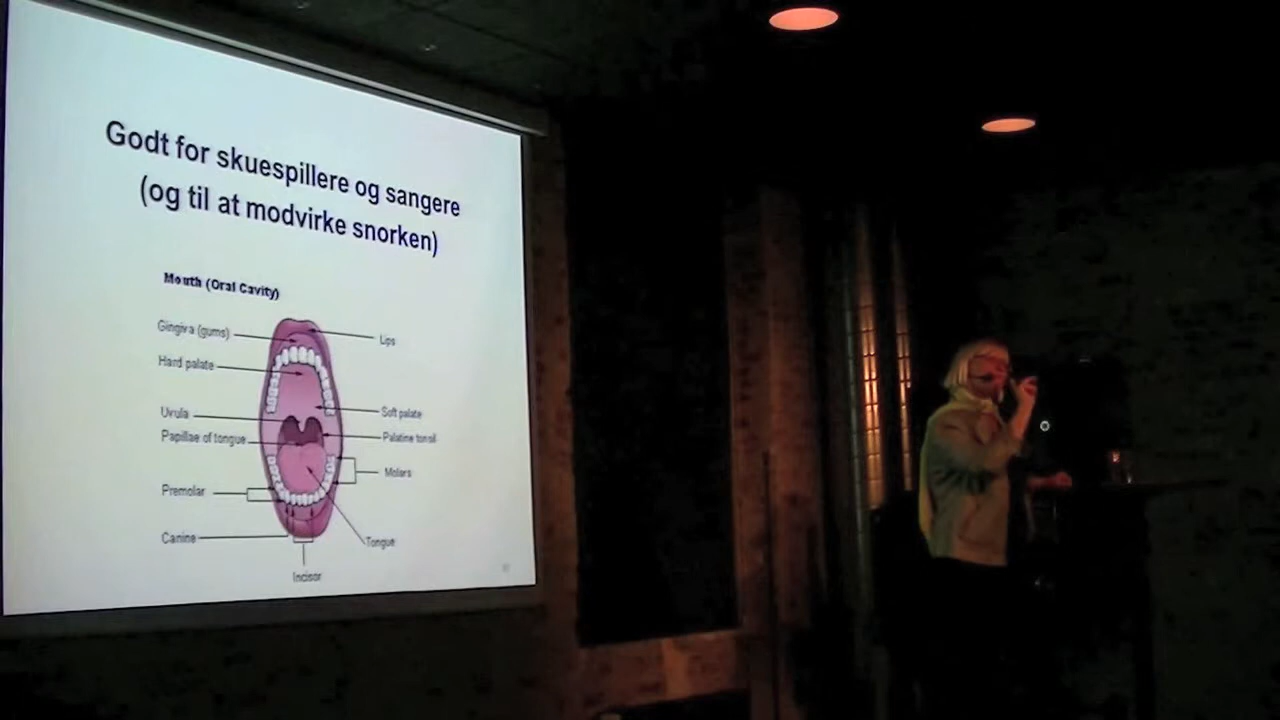 Godt for skuespillere og sangere
(og til at modvirke snorken)
Mouth (Oral Cavity)
Gingiva (gums)
Lips
Hard palate
Uvula
Soft palate
Papillae of tongue
Palatine tonsil
Molars
Premolar
Canine
Tongue
Incisor